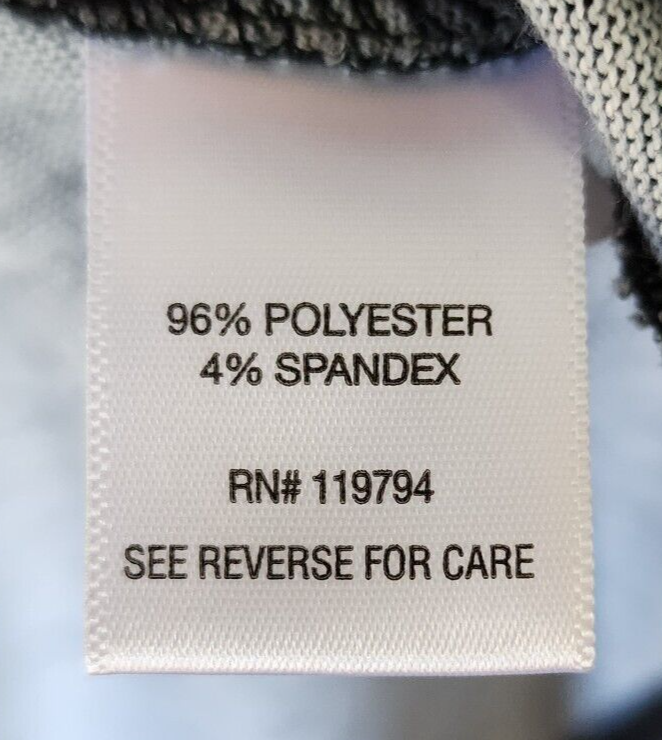 96% POLYESTER
4% SPANDEX
RN# 119794
SEE REVERSE FOR CARE